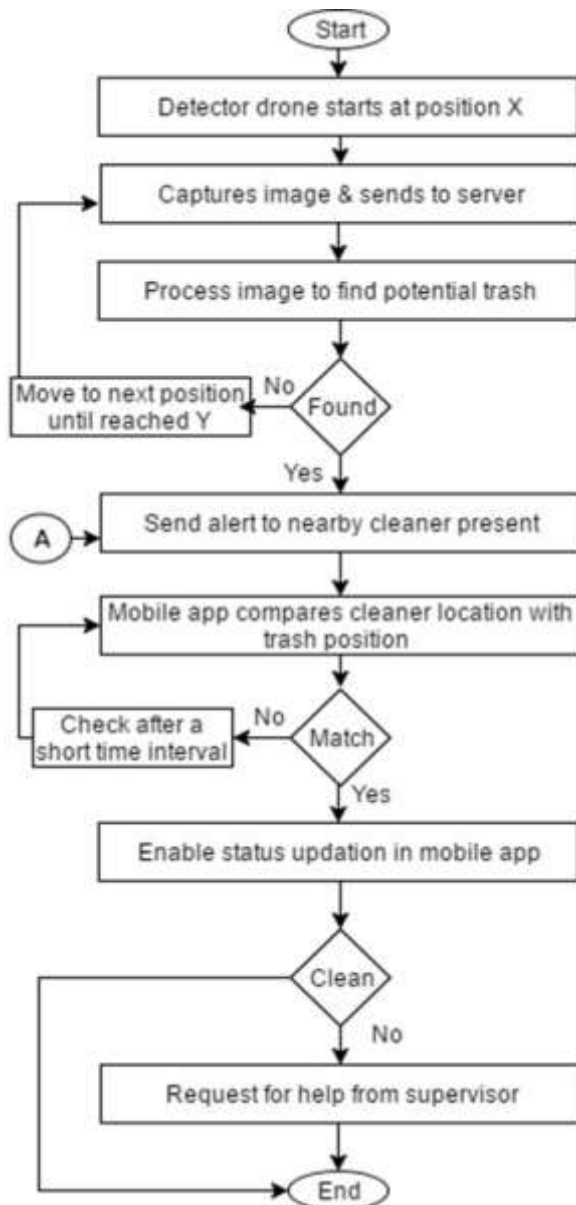 Start
Detector drone starts at position X
Captures image & sends to server
Process image to find potential trash
Found
No
Move to next position
until reached Y
Yes
A
Send alert to nearby cleaner present
Mobile app compares cleaner location with
trash position
Match
No
Check after a
short time interval
Yes
Enable status updation in mobile app
Clean
No
Request for help from supervisor
End